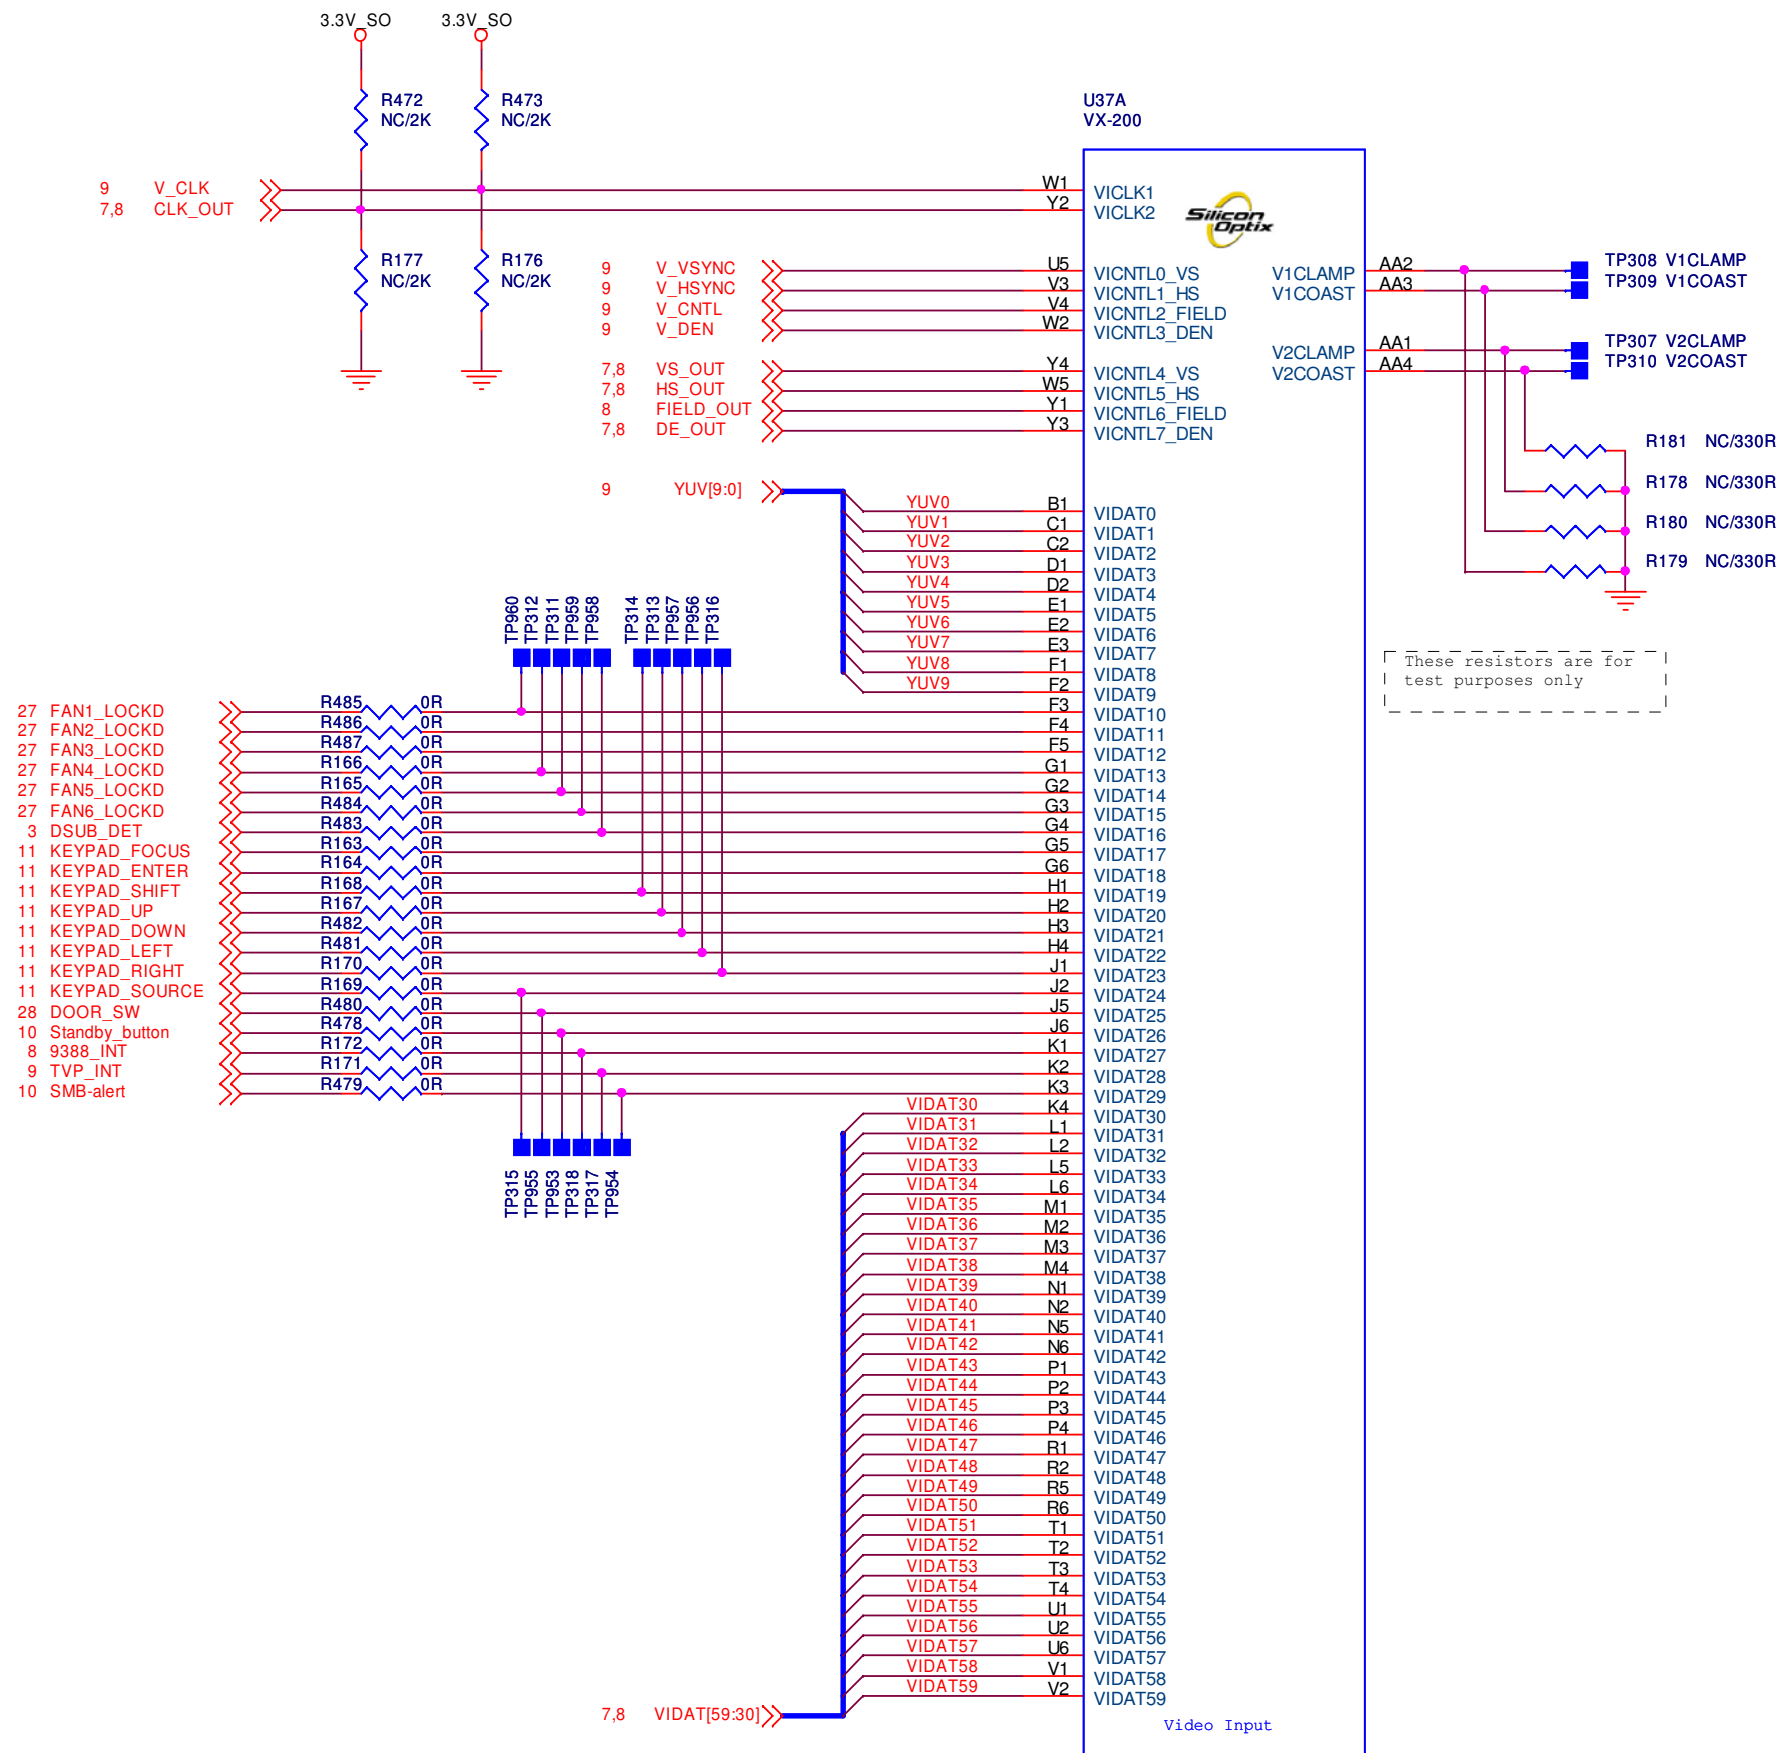 3.3V_SO 3.3V_SO
R472 NC/2K
R473 NC/2K
U37A
VX-200
9 V_CLK W1 VICLK1
7,8 CLK_OUT Y2 VICLK2
Silicon Optix
R177 NC/2K
R176 NC/2K
9 V_VSYNC U5 VICNTL0_VS
9 V_HSYNC V3 VICNTL1_HS
9 V_CNTL V4 VICNTL2_FIELD
9 V_DEN W2 VICNTL3_DEN
7,8 VS_OUT Y4 VICNTL4_VS
7,8 HS_OUT W5 VICNTL5_HS
8 FIELD_OUT Y1 VICNTL6_FIELD
7,8 DE_OUT Y3 VICNTL7_DEN
V1CLAMP AA2 TP308 V1CLAMP
V1COAST AA3 TP309 V1COAST
V2CLAMP AA1 TP307 V2CLAMP
V2COAST AA4 TP310 V2COAST
R181 NC/330R
R178 NC/330R
R180 NC/330R
R179 NC/330R
These resistors are for
test purposes only
9 YUV[9:0]
YUV0 B1 VIDAT0
YUV1 C1 VIDAT1
YUV2 C2 VIDAT2
YUV3 D1 VIDAT3
YUV4 D2 VIDAT4
YUV5 E1 VIDAT5
YUV6 E2 VIDAT6
YUV7 E3 VIDAT7
YUV8 F1 VIDAT8
YUV9 F2 VIDAT9
TP960 TP312 TP311 TP959 TP958 TP314 TP313 TP957 TP956 TP316
27 FAN1_LOCKD R485 0R F3 VIDAT10
27 FAN2_LOCKD R486 0R F4 VIDAT11
27 FAN3_LOCKD R487 0R F5 VIDAT12
27 FAN4_LOCKD R166 0R G1 VIDAT13
27 FAN5_LOCKD R165 0R G2 VIDAT14
27 FAN6_LOCKD R484 0R G3 VIDAT15
3 DSUB_DET R483 0R G4 VIDAT16
11 KEYPAD_FOCUS R163 0R G5 VIDAT17
11 KEYPAD_ENTER R164 0R G6 VIDAT18
11 KEYPAD_SHIFT R168 0R H1 VIDAT19
11 KEYPAD_UP R167 0R H2 VIDAT20
11 KEYPAD_DOWN R482 0R H3 VIDAT21
11 KEYPAD_LEFT R481 0R H4 VIDAT22
11 KEYPAD_RIGHT R170 0R J1 VIDAT23
11 KEYPAD_SOURCE R169 0R J2 VIDAT24
28 DOOR_SW R480 0R J5 VIDAT25
10 Standby_button R478 0R J6 VIDAT26
8 9388_INT R172 0R K1 VIDAT27
9 TVP_INT R171 0R K2 VIDAT28
10 SMB-alert R479 0R K3 VIDAT29
TP315 TP955 TP953 TP318 TP317 TP954
VIDAT30 K4 VIDAT30
VIDAT31 L1 VIDAT31
VIDAT32 L2 VIDAT32
VIDAT33 L5 VIDAT33
VIDAT34 L6 VIDAT34
VIDAT35 M1 VIDAT35
VIDAT36 M2 VIDAT36
VIDAT37 M3 VIDAT37
VIDAT38 M4 VIDAT38
VIDAT39 N1 VIDAT39
VIDAT40 N2 VIDAT40
VIDAT41 N5 VIDAT41
VIDAT42 N6 VIDAT42
VIDAT43 P1 VIDAT43
VIDAT44 P2 VIDAT44
VIDAT45 P3 VIDAT45
VIDAT46 P4 VIDAT46
VIDAT47 R1 VIDAT47
VIDAT48 R2 VIDAT48
VIDAT49 R5 VIDAT49
VIDAT50 R6 VIDAT50
VIDAT51 T1 VIDAT51
VIDAT52 T2 VIDAT52
VIDAT53 T3 VIDAT53
VIDAT54 T4 VIDAT54
VIDAT55 U1 VIDAT55
VIDAT56 U2 VIDAT56
VIDAT57 U6 VIDAT57
VIDAT58 V1 VIDAT58
VIDAT59 V2 VIDAT59
7,8 VIDAT[59:30]
Video Input